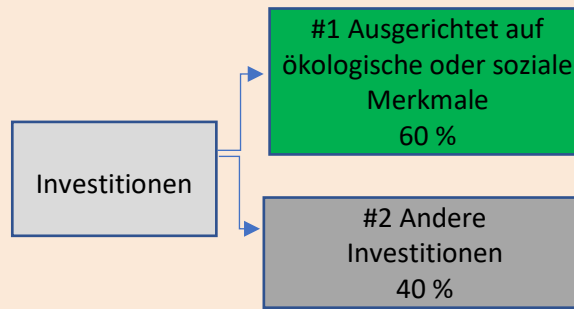 #1 Ausgerichtet auf
ökologische oder soziale
Merkmale
60 %
Investitionen
#2 Andere
Investitionen
40 %